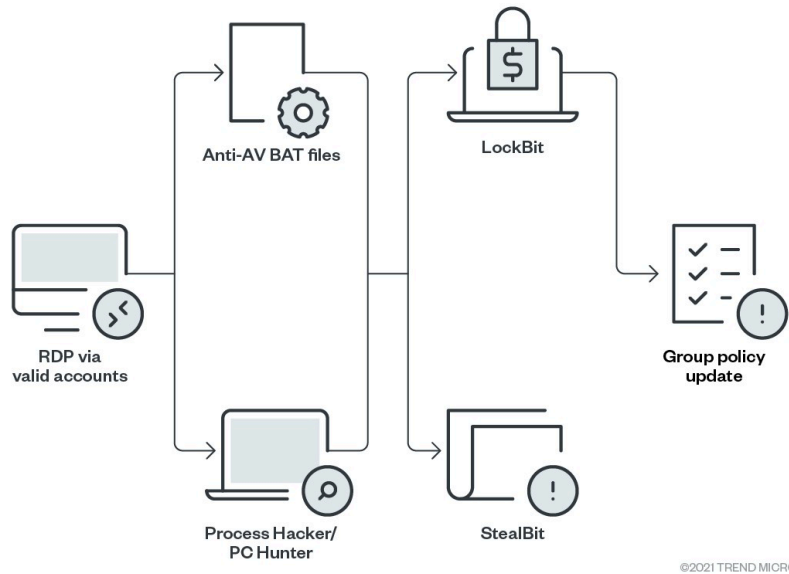 Anti-AV BAT files
LockBit
$
RDP via
valid accounts
Group policy
update
Process Hacker/
PC Hunter
StealBit
©2021 TREND MICR